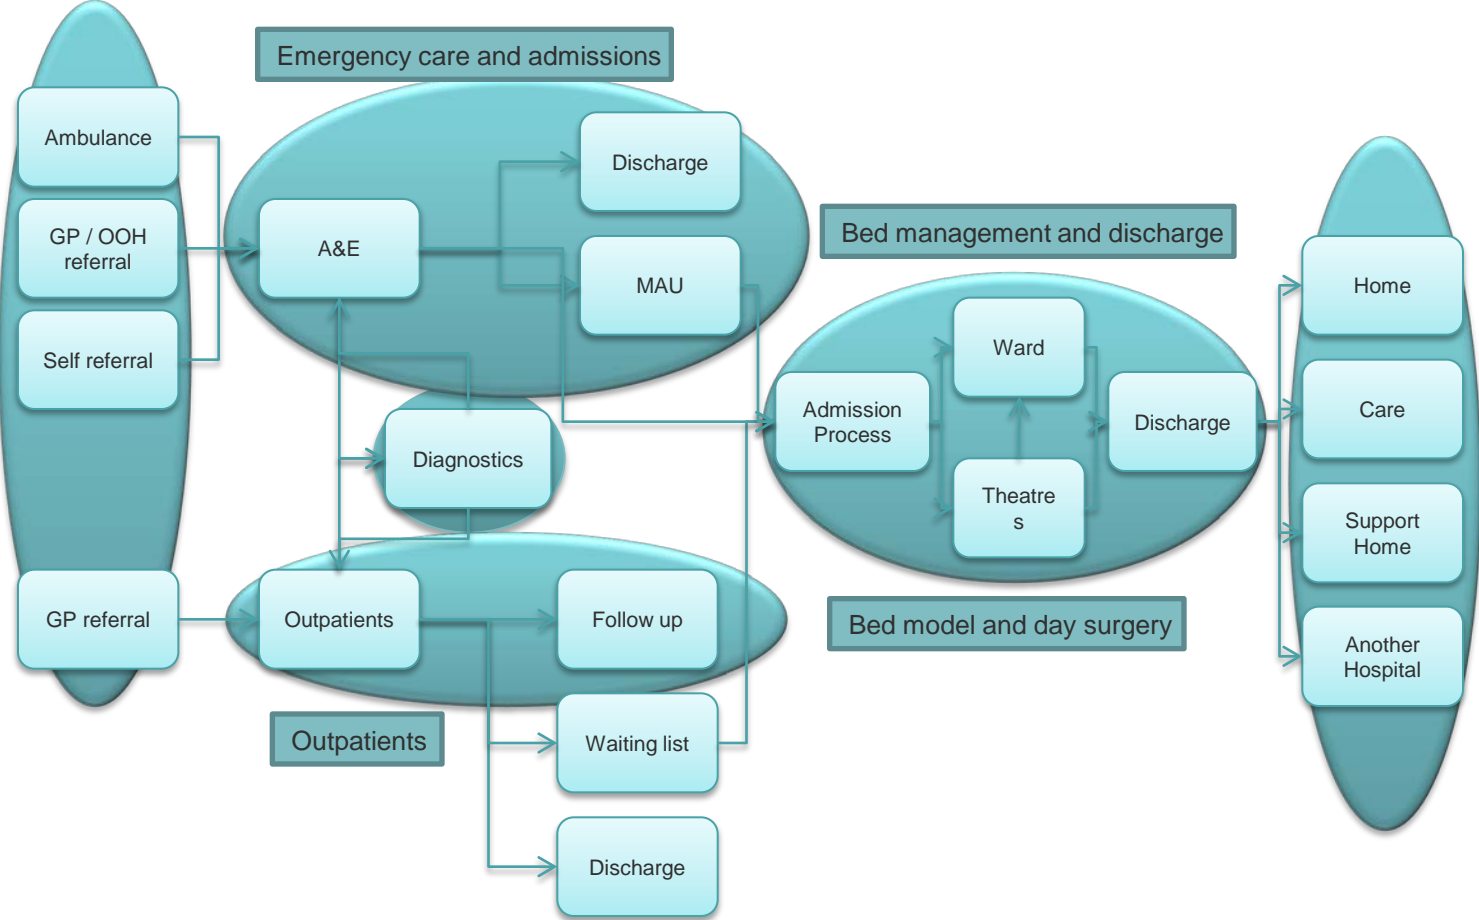 Emergency care and admissions
Ambulance
GP / OOH
referral
Self referral
GP referral
A&E
Discharge
MAU
Diagnostics
Outpatients
Follow up
Outpatients
Waiting list
Discharge
Bed management and discharge
Admission
Process
Ward
Theatre
s
Discharge
Bed model and day surgery
Home
Care
Support
Home
Another
Hospital